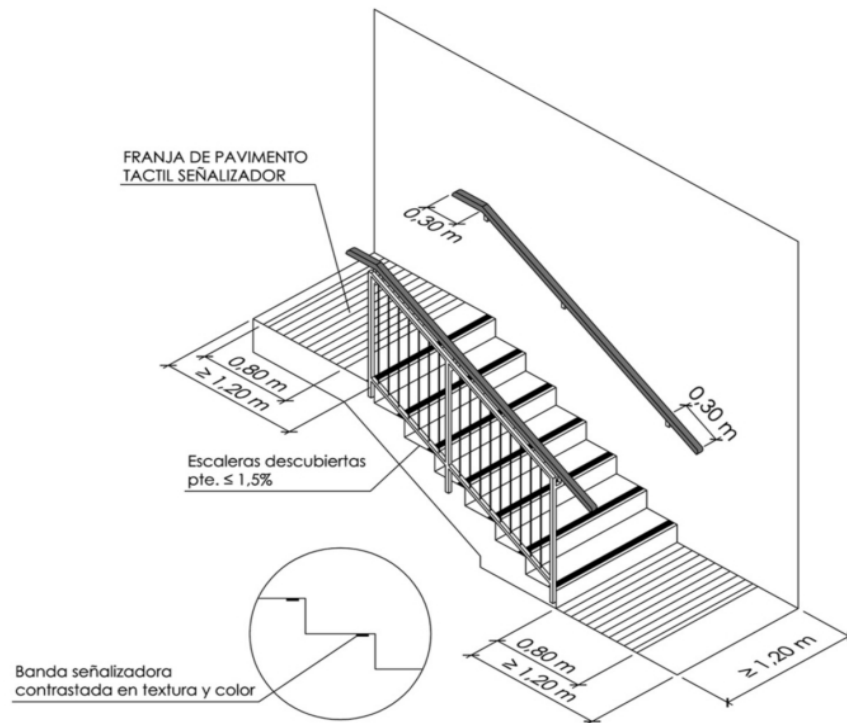 FRANJA DE PAVIMENTO
TACTIL SEÑALIZADOR
0,30 m
0,80 m
≥ 1,20 m
0,30 m
Escaleras descubiertas
pte. ≤ 1,5%
Banda señalizadora
contrastada en textura y color
0,80 m
≥ 1,20 m
≥ 1,20 m